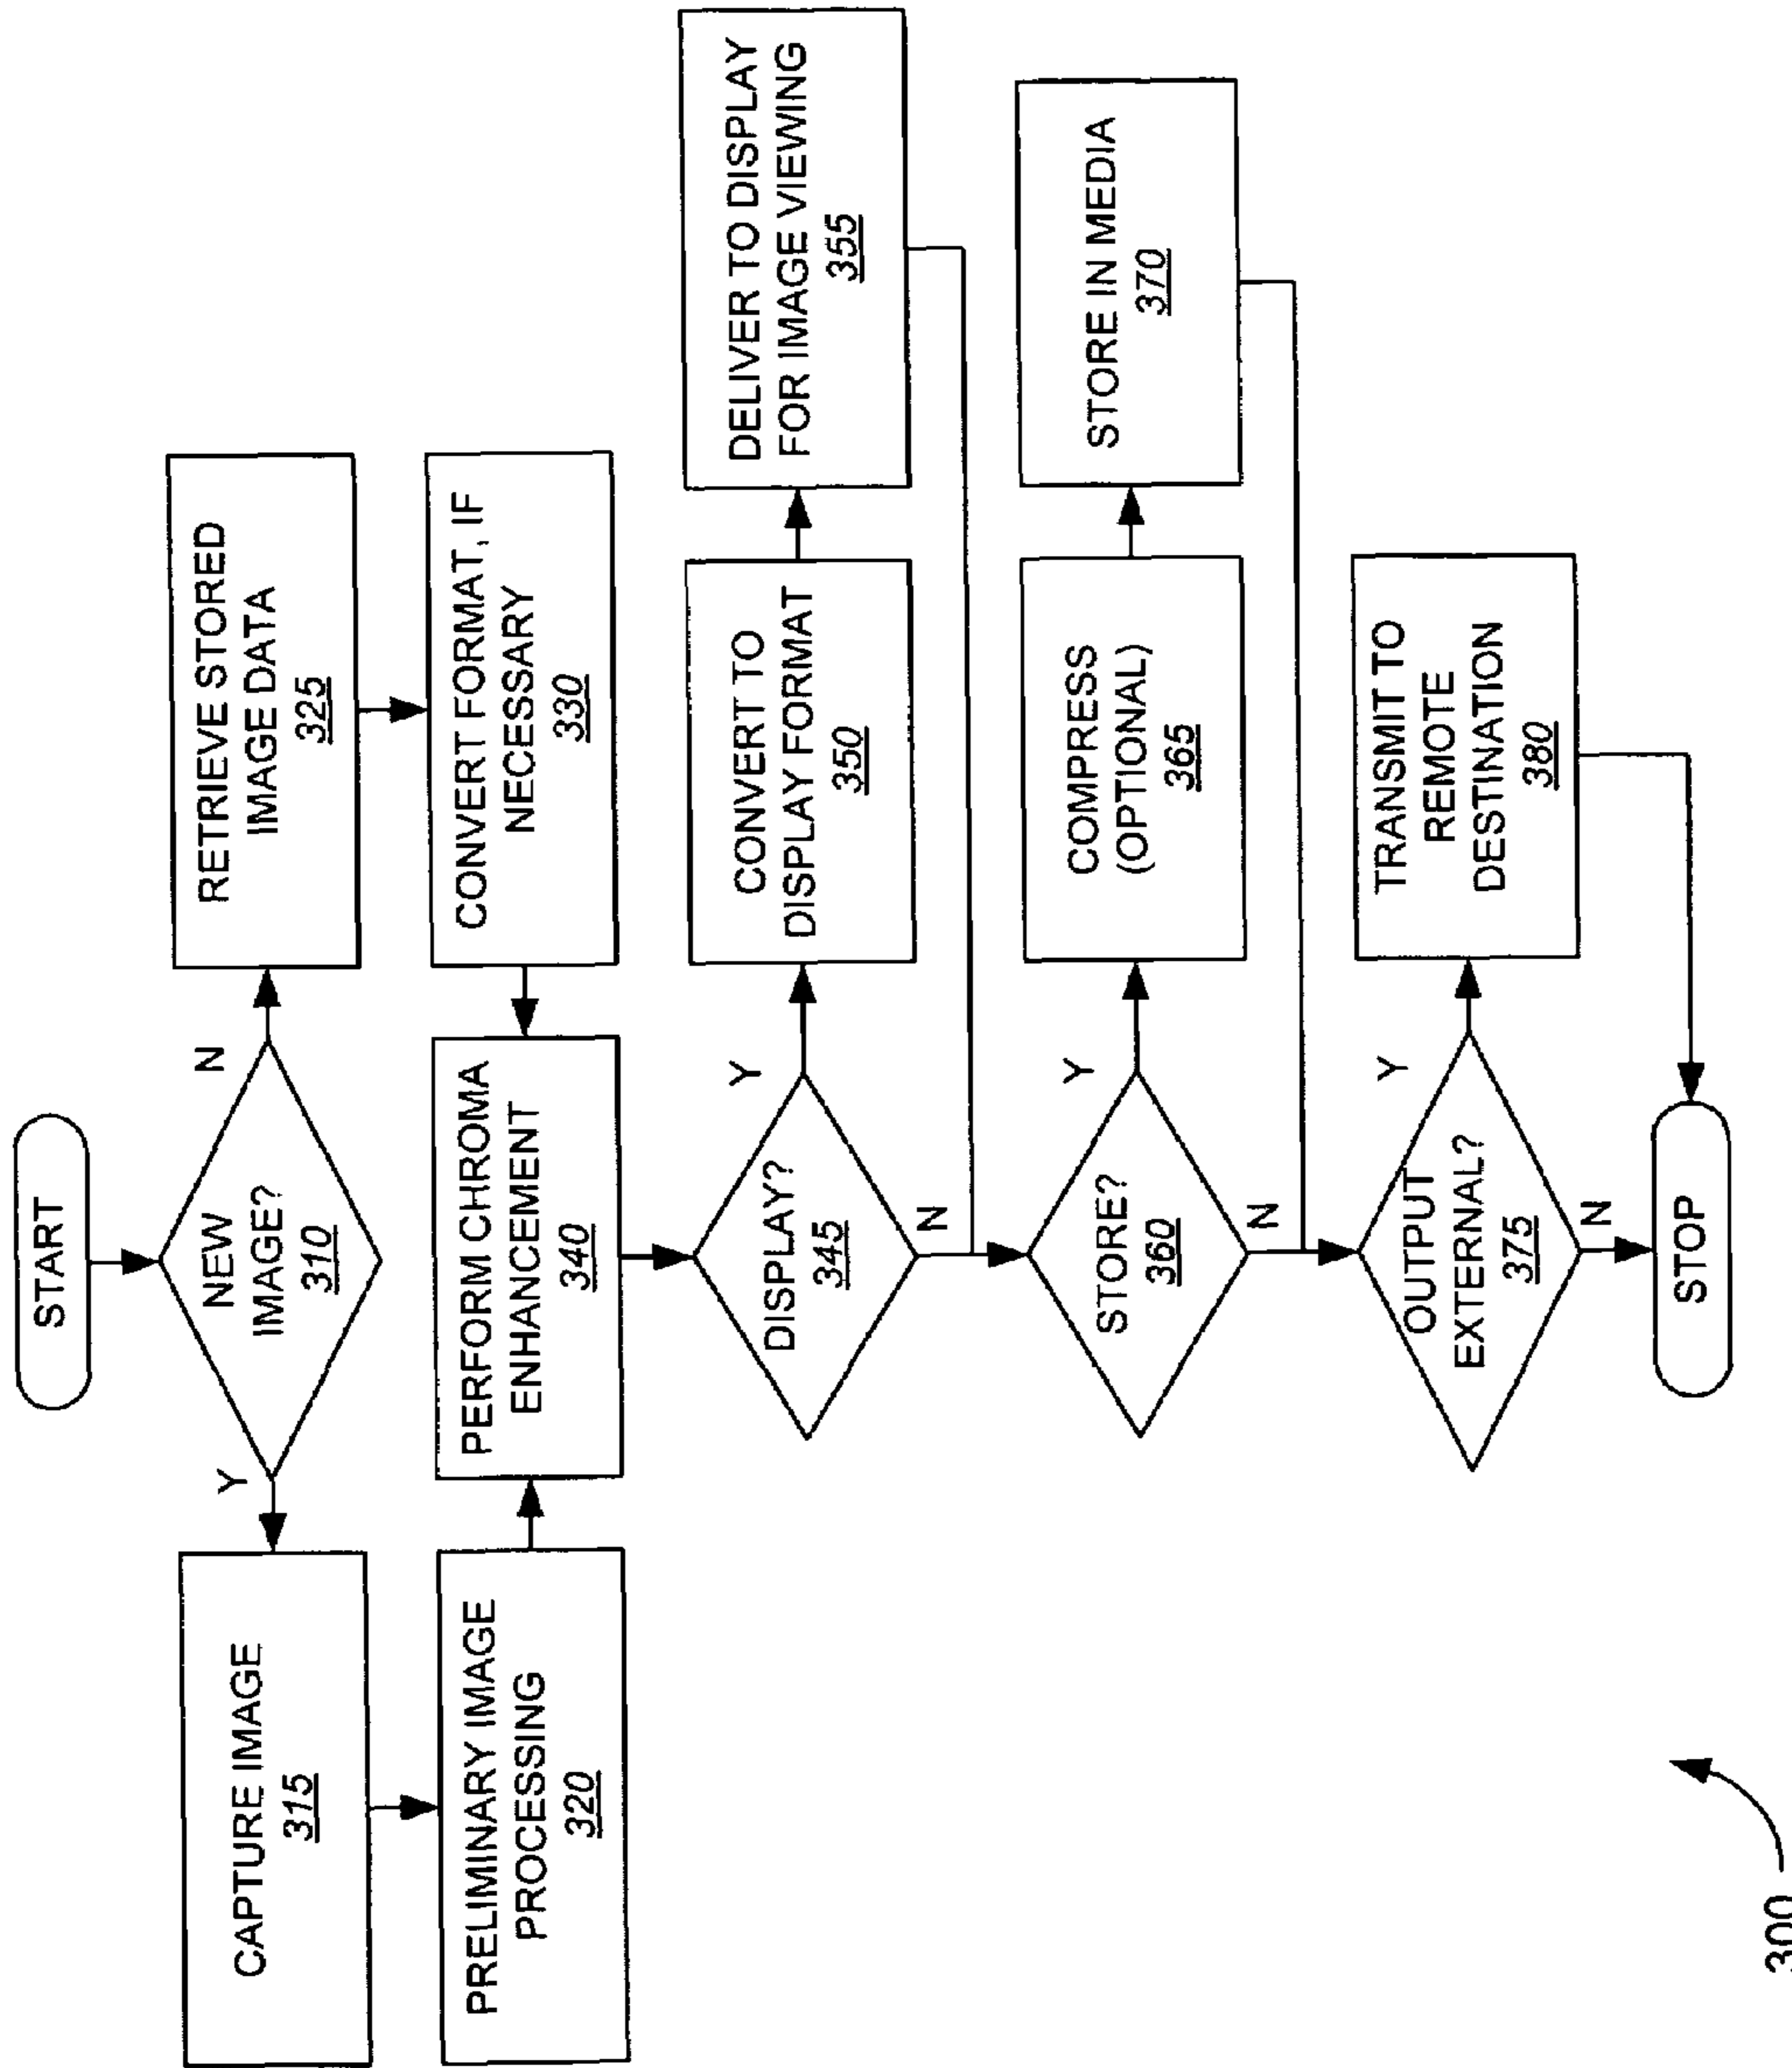 START
NEW
IMAGE?
310
Y
N
CAPTURE IMAGE
315
RETRIEVE STORED
IMAGE DATA
325
PRELIMINARY IMAGE
PROCESSING
320
PERFORM CHROMA
ENHANCEMENT
340
CONVERT FORMAT, IF
NECESSARY
330
DISPLAY?
345
Y
N
CONVERT TO
DISPLAY FORMAT
350
DELIVER TO DISPLAY
FOR IMAGE VIEWING
355
STORE?
360
Y
N
COMPRESS
(OPTIONAL)
365
STORE IN MEDIA
370
OUTPUT
EXTERNAL?
375
Y
N
TRANSMIT TO
REMOTE
DESTINATION
380
STOP
300